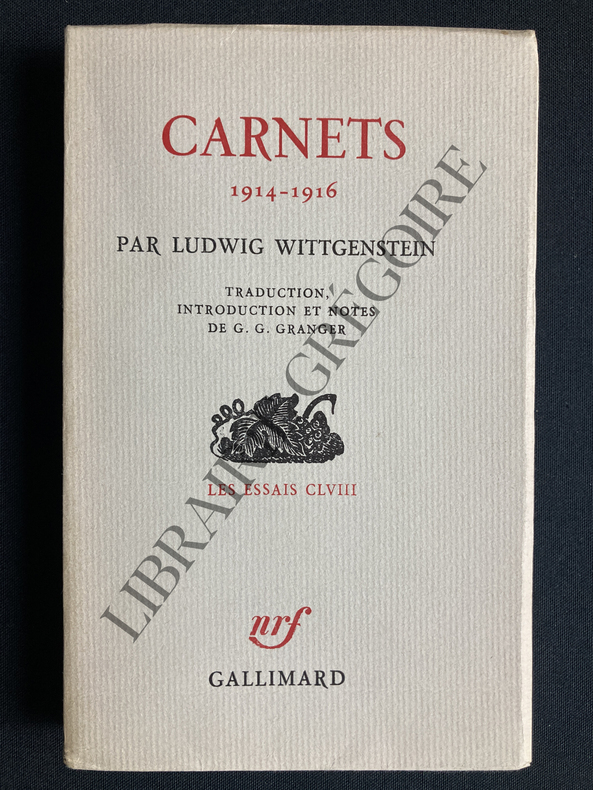 CARNETS
1914-1916
PAR LUDWIG WITTGENSTEIN
TRADUCTION,
INTRODUCTION ET NOTES
DE G. G. GRANGER
LES ESSAIS CLVIII
nrf
GALLIMARD
LIBRAIRIE GRÉGOIRE